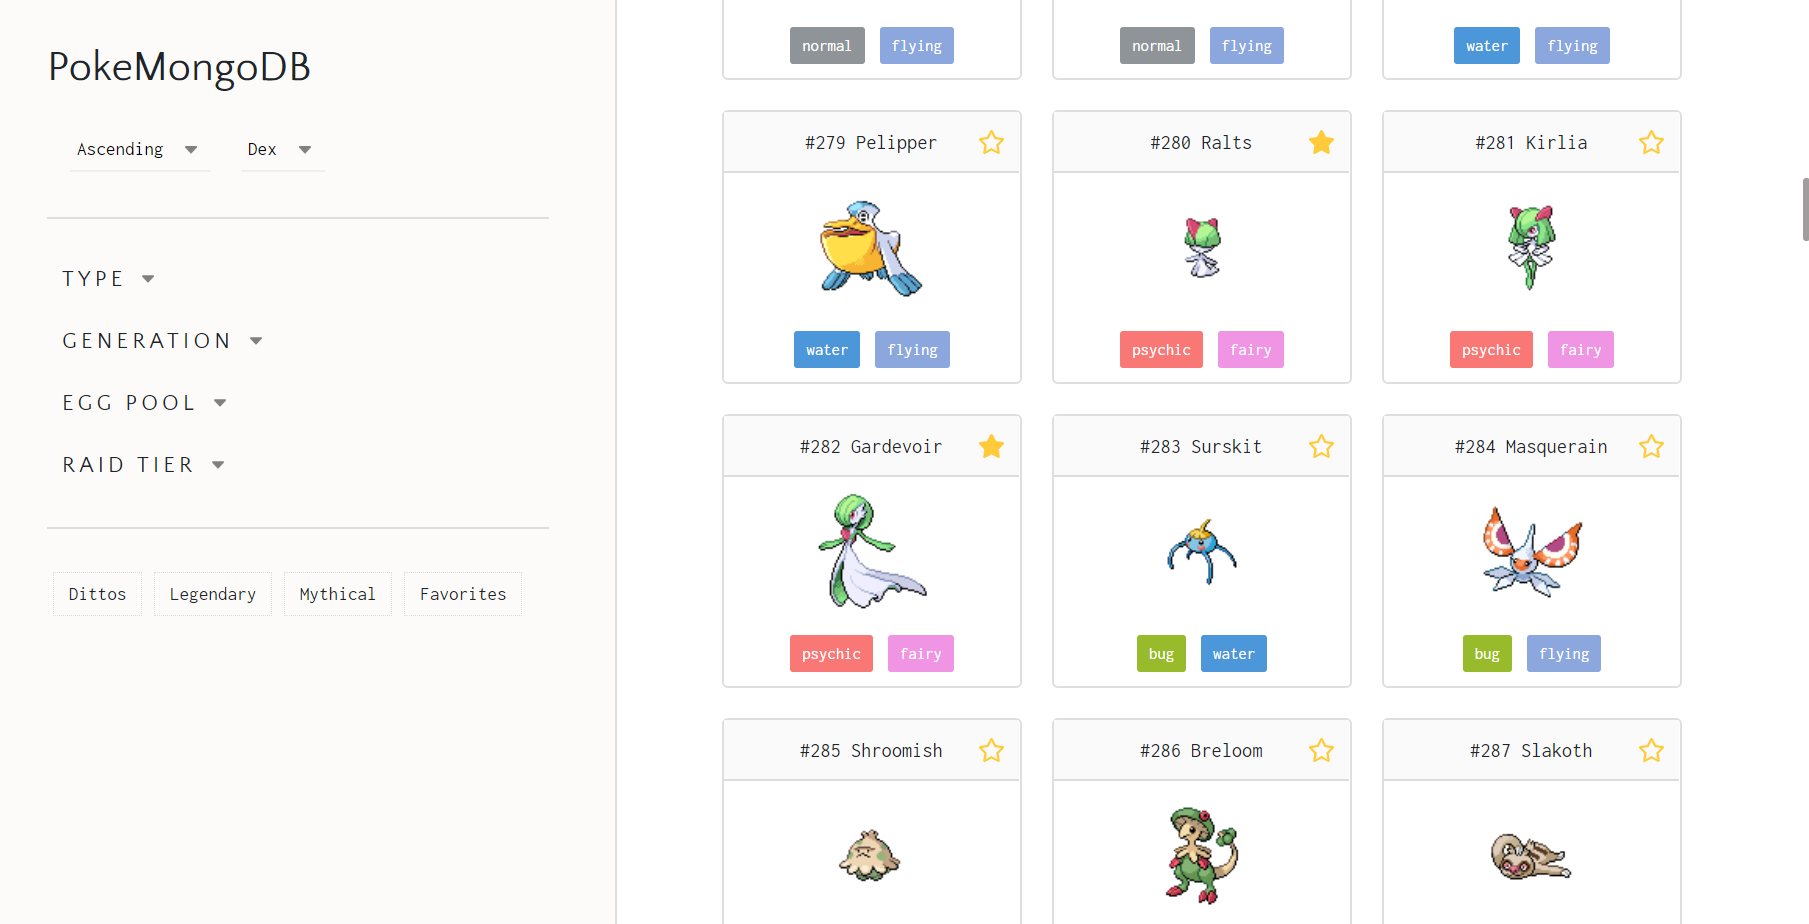 PokeMongoDB
Ascending Dex
TYPE
GENERATION
EGG POOL
RAID TIER
Dittos Legendary Mythical Favorites
normal flying normal flying water flying
#279 Pelipper #280 Ralts #281 Kirlia
water flying psychic fairy psychic fairy
#282 Gardevoir #283 Surskit #284 Masquerain
psychic fairy bug water bug flying
#285 Shroomish #286 Breloom #287 Slakoth